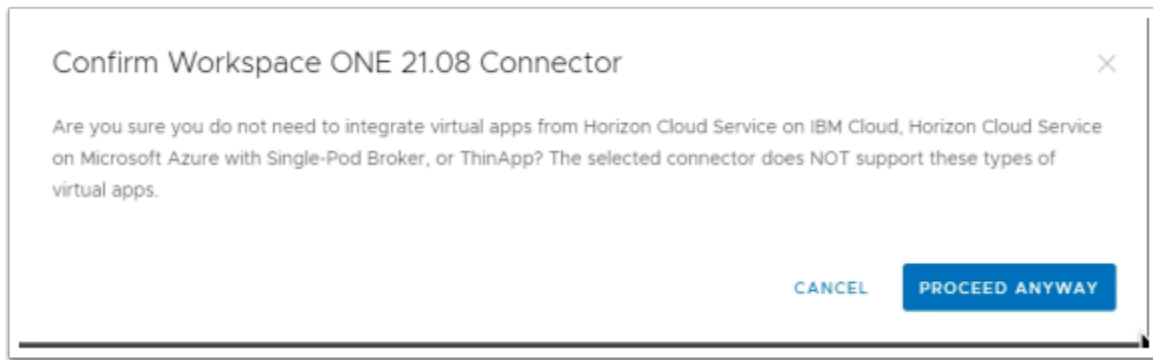 Confirm Workspace ONE 21.08 Connector
Are you sure you do not need to integrate virtual apps from Horizon Cloud Service on IBM Cloud, Horizon Cloud Service
on Microsoft Azure with Single-Pod Broker, or ThinApp? The selected connector does NOT support these types of
virtual apps.
CANCEL
PROCEED ANYWAY